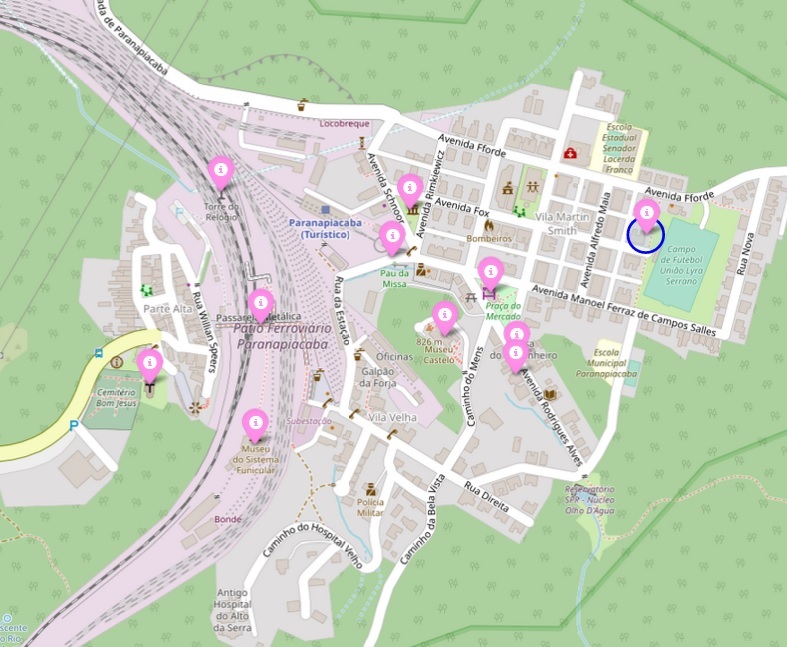 ada de Paranapiacaba
Locobreque
Escola
Estadual
Senador
Lacerda
Franco
Avenida Fforde
Avenida Schnoor
Avenida Rimkiewicz
Torre do
Relógio
Paranapiacaba
(Turístico)
Avenida Fox
Bombeiros
Vila Martin
Smith
Avenida Alfredo Maia
Avenida Fforde
Rua Nova
Campo
de Futebol
União Lyra
Serrano
Pau da
Missa
Praça do
Mercado
Avenida Manoel Ferraz de Campos Salles
Parte Alta
Rua Willian Speers
Passarela Metálica
Pátio Ferroviário
Paranapiacaba
Rua da Estação
826 m
Museu
Castelo
Oficinas
Galpão
da Forja
Caminho do Mens
Escola
Municipal
Paranapiacaba
Avenida Rodrigues Alves
Cemitério
Bom Jesus
P
Subestação
Vila Velha
Museu
do Sistema
Funicular
Rua Direita
Reservatório
SPR - Núcleo
Olho D'Água
Polícia
Militar
Bonde
Caminho da Bela Vista
Caminho do Hospital Velho
Antigo
Hospital
do Alto
da Serra
scente
o Rio